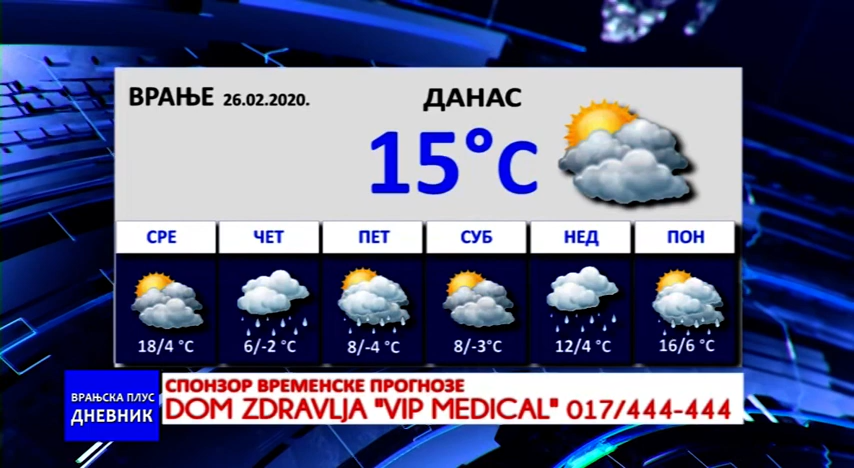 ВРАЊЕ 26.02.2020.
ДАНАС
15°C
СРЕ ЧЕТ ПЕТ СУБ НЕД ПОН
18/4 °C 6/-2 °C 8/-4 °C 8/-3°C 12/4 °C 16/6 °C
ВРАЊСКА ПЛУС
ДНЕВНИК
СПОНЗОР ВРЕМЕНСКЕ ПРОГНОЗЕ
DOM ZDRAVLJA "VIP MEDICAL" 017/444-444